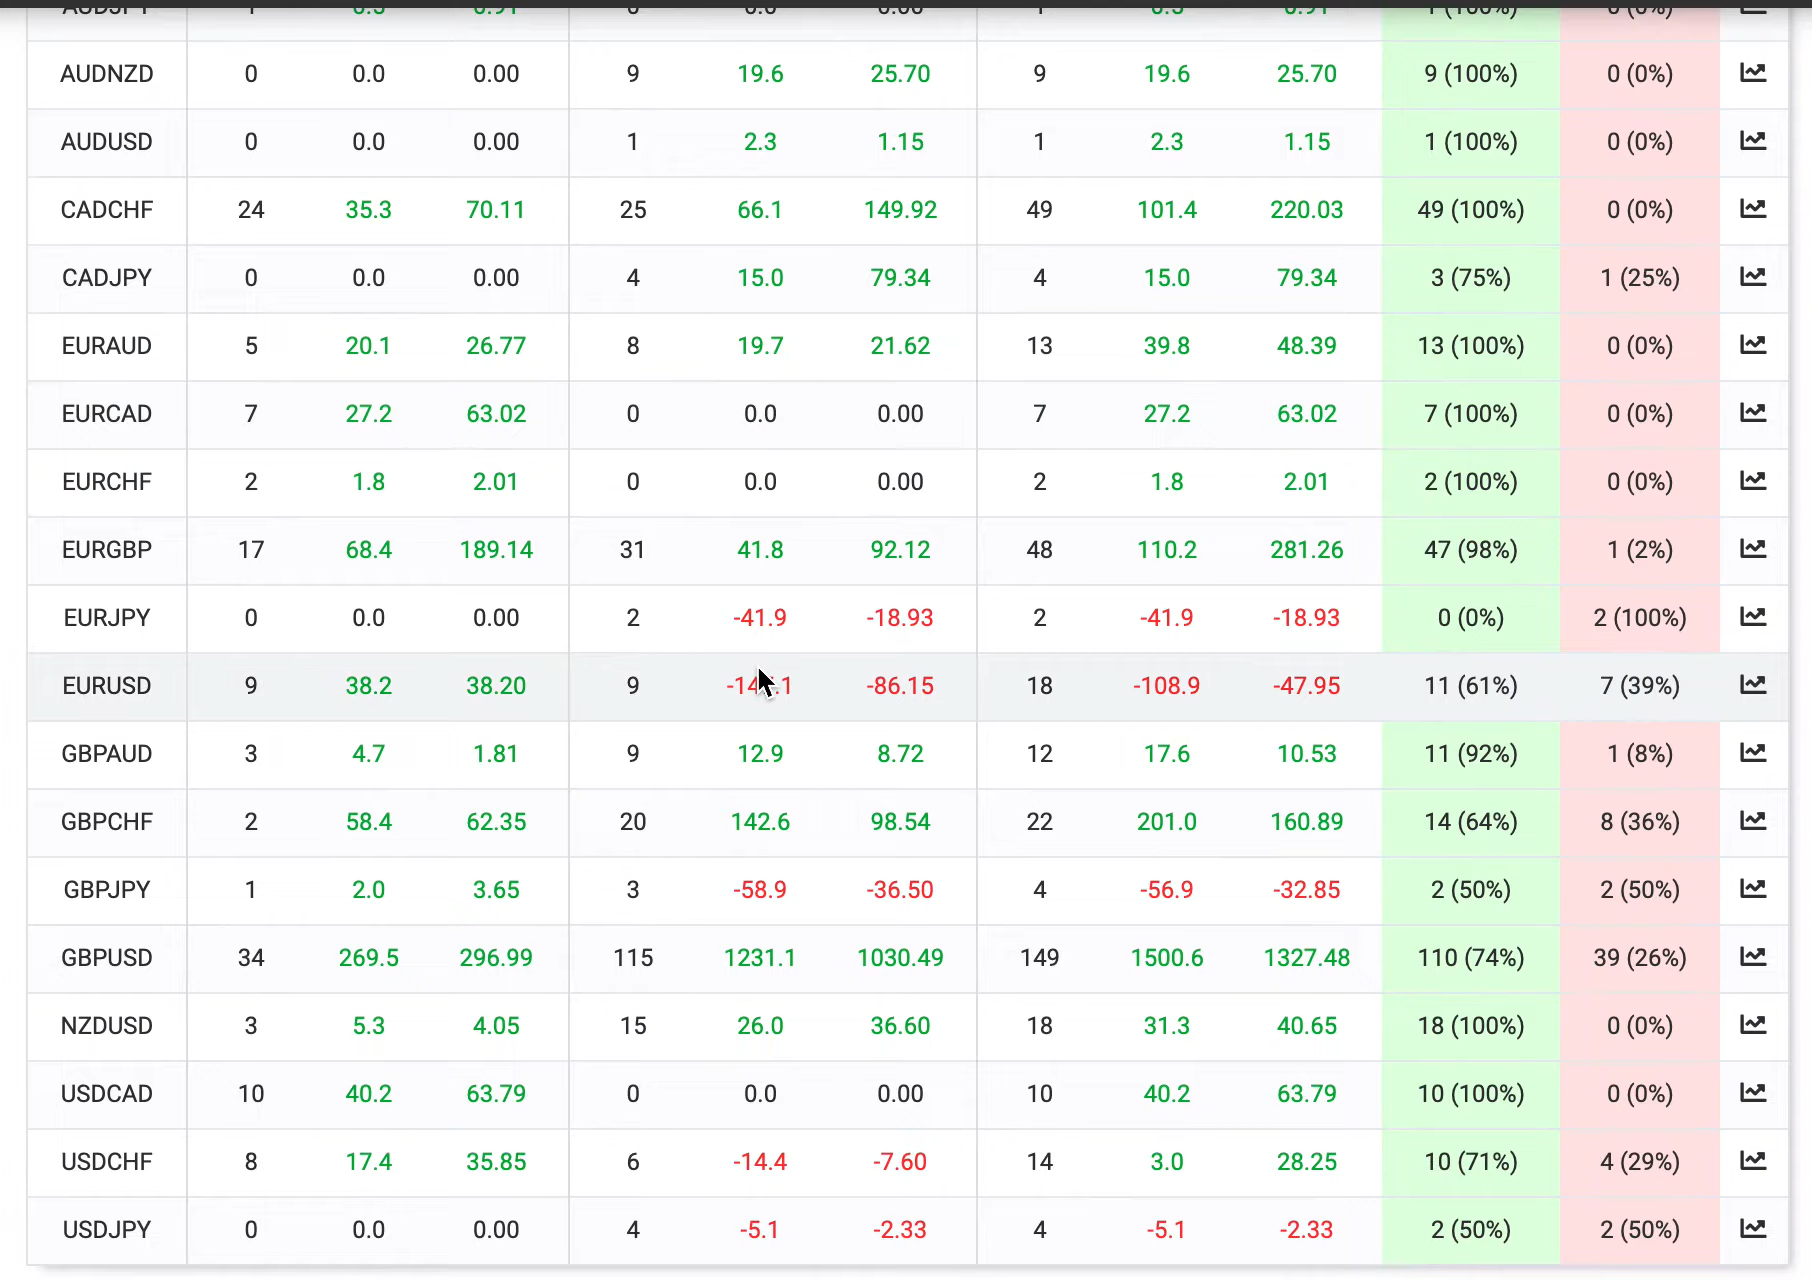 AUDNZD 0 0.0 0.00 9 19.6 25.70 9 19.6 25.70 9 (100%) 0 (0%)
AUDUSD 0 0.0 0.00 1 2.3 1.15 1 2.3 1.15 1 (100%) 0 (0%)
CADCHF 24 35.3 70.11 25 66.1 149.92 49 101.4 220.03 49 (100%) 0 (0%)
CADJPY 0 0.0 0.00 4 15.0 79.34 4 15.0 79.34 3 (75%) 1 (25%)
EURAUD 5 20.1 26.77 8 19.7 21.62 13 39.8 48.39 13 (100%) 0 (0%)
EURCAD 7 27.2 63.02 0 0.0 0.00 7 27.2 63.02 7 (100%) 0 (0%)
EURCHF 2 1.8 2.01 0 0.0 0.00 2 1.8 2.01 2 (100%) 0 (0%)
EURGBP 17 68.4 189.14 31 41.8 92.12 48 110.2 281.26 47 (98%) 1 (2%)
EURJPY 0 0.0 0.00 2 -41.9 -18.93 2 -41.9 -18.93 0 (0%) 2 (100%)
EURUSD 9 38.2 38.20 9 -86.15 18 -108.9 -47.95 11 (61%) 7 (39%)
GBPAUD 3 4.7 1.81 9 12.9 8.72 12 17.6 10.53 11 (92%) 1 (8%)
GBPCHF 2 58.4 62.35 20 142.6 98.54 22 201.0 160.89 14 (64%) 8 (36%)
GBPJPY 1 2.0 3.65 3 -58.9 -36.50 4 -56.9 -32.85 2 (50%) 2 (50%)
GBPUSD 34 269.5 296.99 115 1231.1 1030.49 149 1500.6 1327.48 110 (74%) 39 (26%)
NZDUSD 3 5.3 4.05 15 26.0 36.60 18 31.3 40.65 18 (100%) 0 (0%)
USDCAD 10 40.2 63.79 0 0.0 0.00 10 40.2 63.79 10 (100%) 0 (0%)
USDCHF 8 17.4 35.85 6 -14.4 -7.60 14 3.0 28.25 10 (71%) 4 (29%)
USDJPY 0 0.0 0.00 4 -5.1 -2.33 4 -5.1 -2.33 2 (50%) 2 (50%)